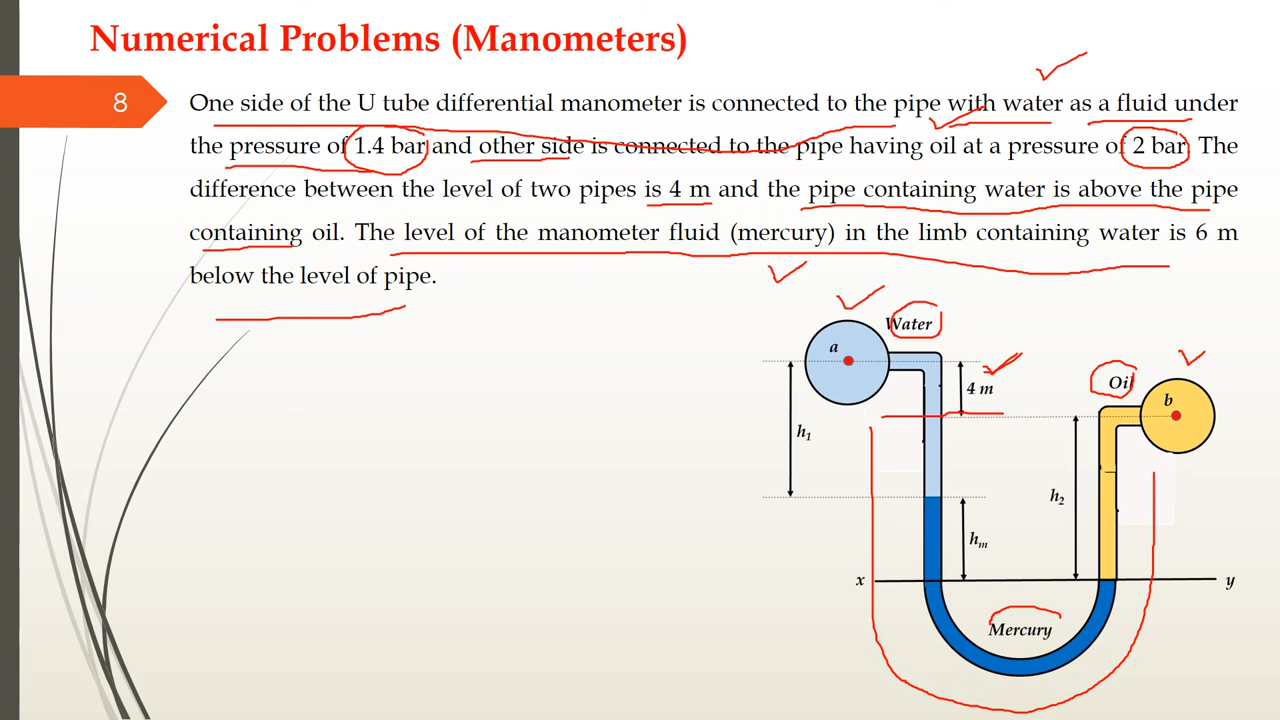 Numerical Problems (Manometers)
8
One side of the U tube differential manometer is connected to the pipe with water as a fluid under
the pressure of 1.4 bar and other side is connected to the pipe having oil at a pressure of 2 bar. The
difference between the level of two pipes is 4 m and the pipe containing water is above the pipe
containing oil. The level of the manometer fluid (mercury) in the limb containing water is 6 m
below the level of pipe.
Water
a
4 m
Oil
b
h1
h2
hm
x
y
Mercury